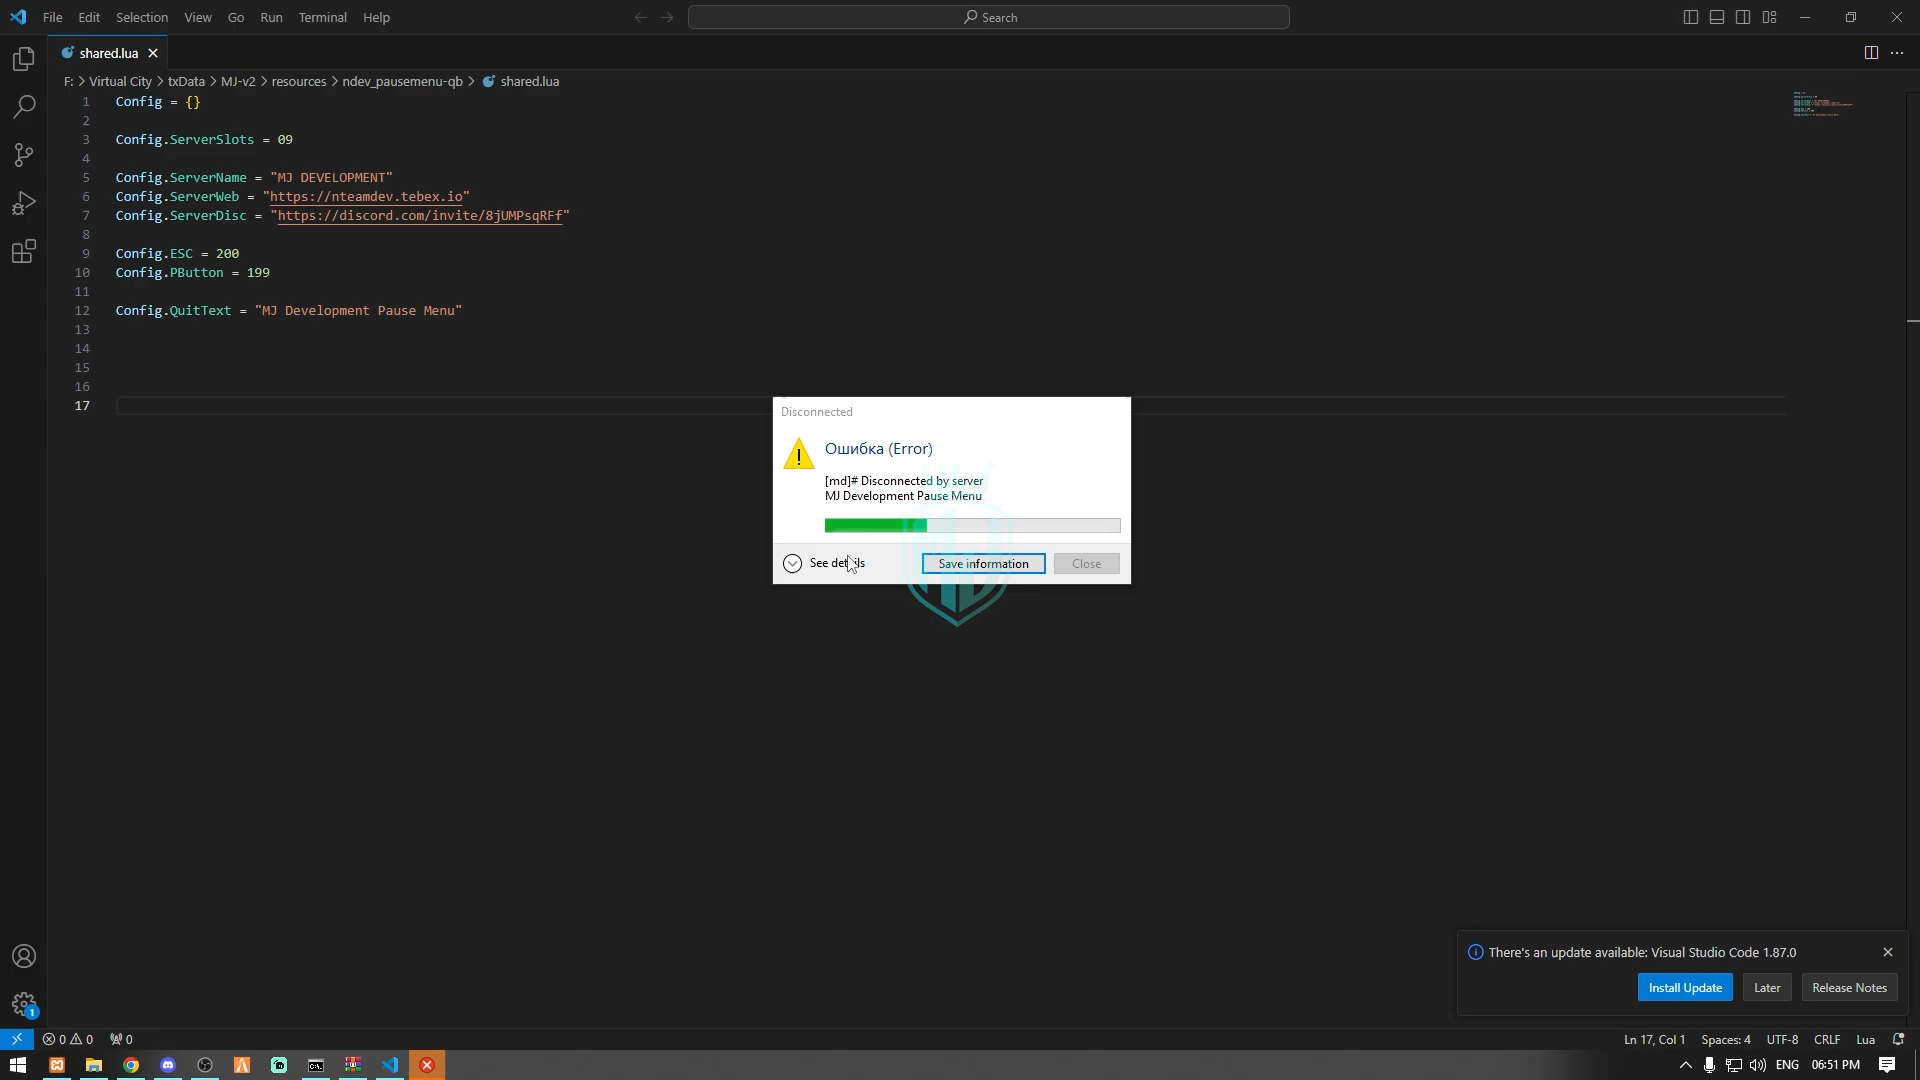 File Edit Selection View Go Run Terminal Help
Search
shared.lua
F: > Virtual City > txData > MJ-v2 > resources > ndev_pausemenu-qb > shared.lua
1 Config = {}
2
3 Config.ServerSlots = 09
4
5 Config.ServerName = "MJ DEVELOPMENT"
6 Config.ServerWeb = "https://nteamdev.tebex.io"
7 Config.ServerDisc = "https://discord.com/invite/8jUMPsqRFf"
8
9 Config.ESC = 200
10 Config.PButton = 199
11
12 Config.QuitText = "MJ Development Pause Menu"
13
14
15
16
17
Disconnected
Ошибка (Error)
[md]# Disconnected by server
MJ Development Pause Menu
See details Save information Close
There's an update available: Visual Studio Code 1.87.0
Install Update Later Release Notes
1
0 0 0
Ln 17, Col 1 Spaces: 4 UTF-8 CRLF Lua
ENG 06:51 PM